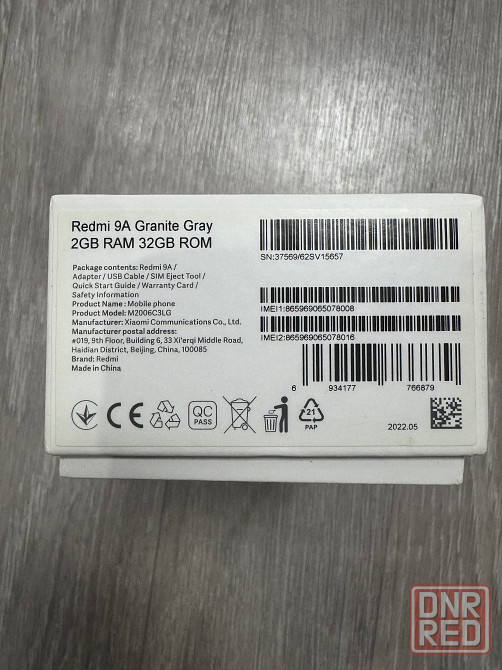 Redmi 9A Granite Gray
2GB RAM 32GB ROM
SN:37569/62SV15657
Package contents: Redmi 9A /
Adapter / USB Cable / SIM Eject Tool /
Quick Start Guide / Warranty Card /
Safety Information
Product Name : Mobile phone
Product Model: M2006C3LG
Manufacturer: Xiaomi Communications Co., Ltd.
Manufacturer postal address:
#019, 9th Floor, Building 6, 33 Xi'erqi Middle Road,
Haidian District, Beijing, China, 100085
Brand: Redmi
Made in China
IMEI1:865969065078008
IMEI2:865969065078016
6 934177 766879
CE
QC
PASS
21
PAP
2022.05
DNR
RED